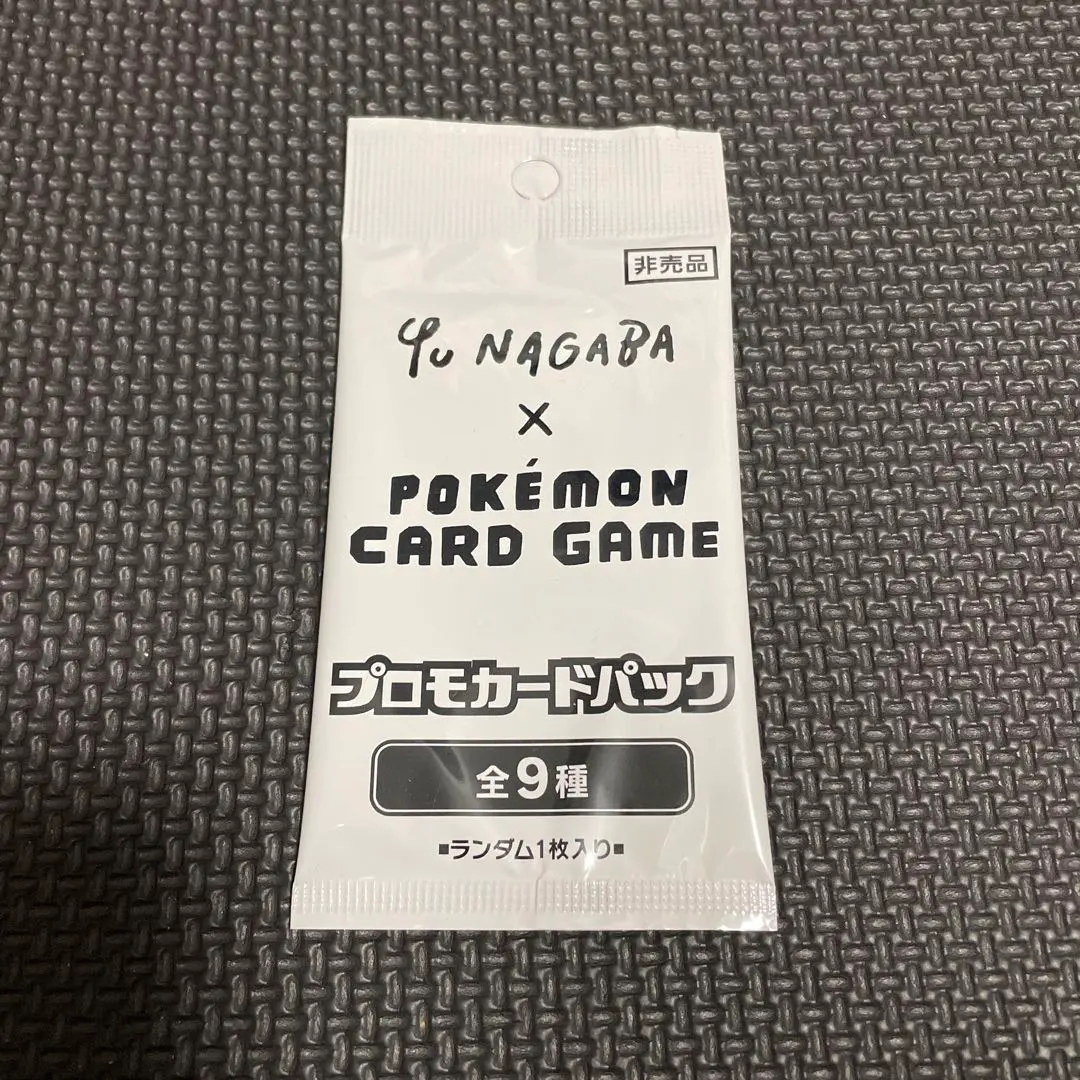 非売品
Yu NAGABA
×
POKÉMON
CARD GAME
プロモカードパック
全9種
■ランダム1枚入り■